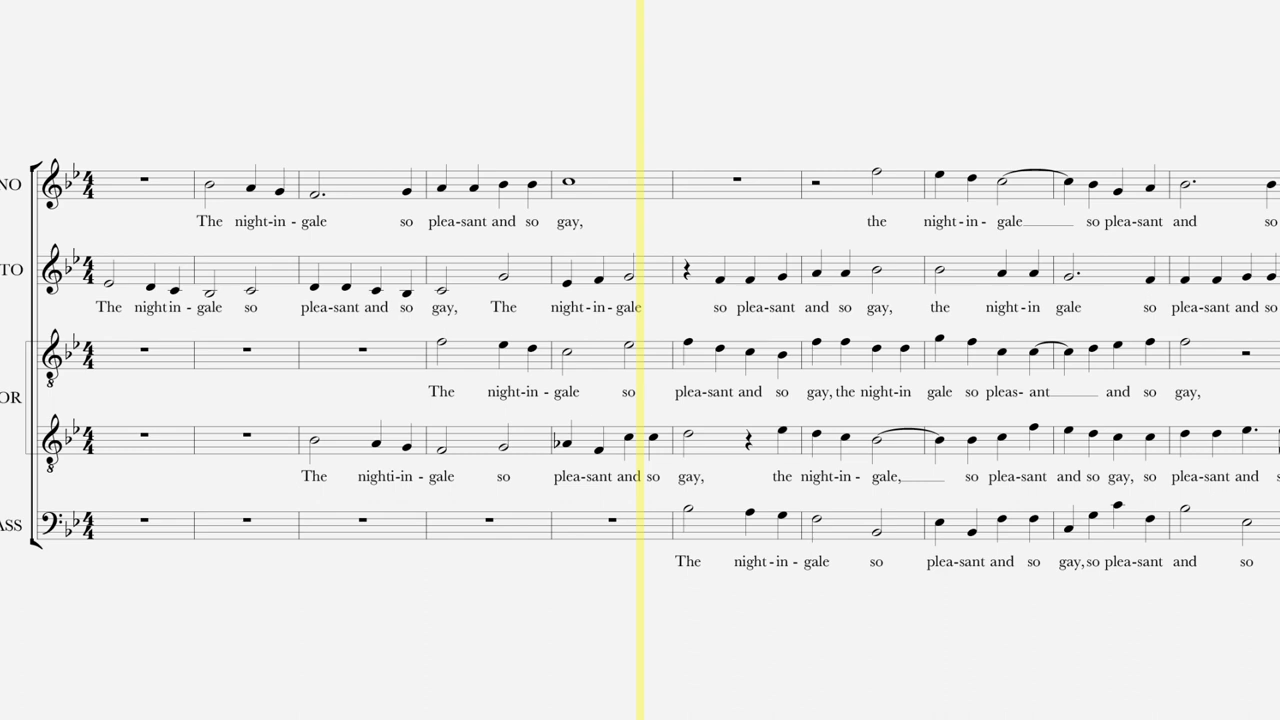 NO
The night-in - gale so plea-sant and so gay, the night-in- gale so plea-sant and so
TO
The nightin - gale so plea-sant and so gay, The night-in-gale so plea-sant and so gay, the night-in gale so plea-sant and so
The night-in - gale so plea-sant and so gay, the night-in gale so pleas- ant and so gay,
OR
The nighti-in - gale so plea-sant and so gay, the night-in - gale, so plea-sant and so gay, so plea-sant and s
ASS
The night-in - gale so plea-sant and so gay, so plea-sant and so